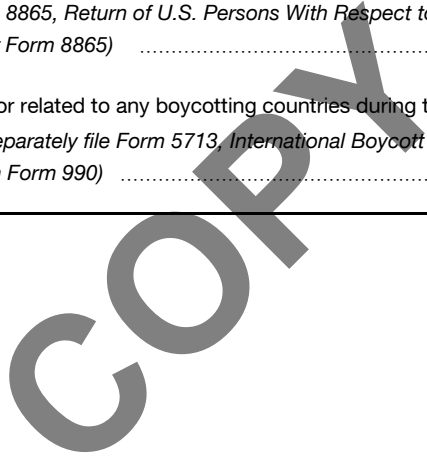 8865, Return of U.S. Persons With Respect to
Form 8865) ........................................
or related to any boycotting countries during t
eparately file Form 5713, International Boycott
Form 990) ........................................
COPY